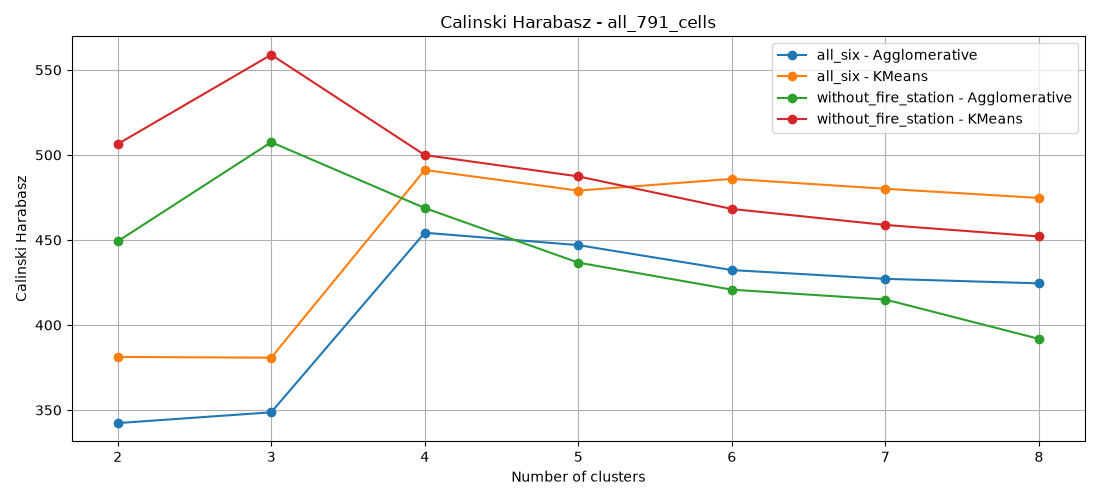 Calinski Harabasz - all_791_cells
all_six - Agglomerative
all_six - KMeans
without_fire_station - Agglomerative
without_fire_station - KMeans
Calinski Harabasz
550
500
450
400
350
2 3 4 5 6 7 8
Number of clusters